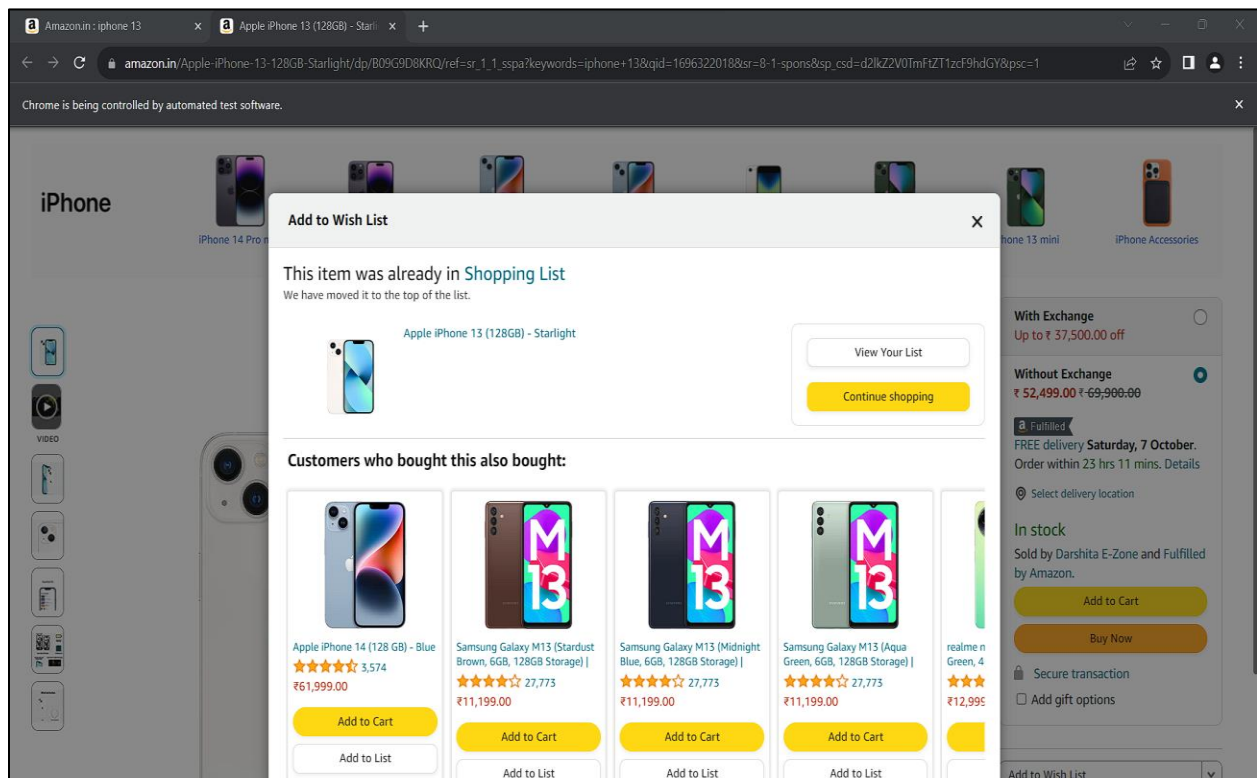 Amazon.in : iphone 13
Apple iPhone 13 (128GB) - Starli
amazon.in/Apple-iPhone-13-128GB-Starlight/dp/B09G9D8KRQ/ref=sr_1_1_sspa?keywords=iphone+13&qid=1696322018&sr=8-1-spons&sp_csd=d2lkZ2V0TmFtZT1zcF9hdGY&psc=1
Chrome is being controlled by automated test software.
iPhone
iPhone 14 Pro m
hone 13 mini
iPhone Accessories
Add to Wish List
This item was already in Shopping List
We have moved it to the top of the list.
Apple iPhone 13 (128GB) - Starlight
View Your List
Continue shopping
Customers who bought this also bought:
M
13
M
13
M
13
Apple iPhone 14 (128 GB) - Blue
3,574
₹61,999.00
Add to Cart
Add to List
Samsung Galaxy M13 (Stardust
Brown, 6GB, 128GB Storage) |
27,773
₹11,199.00
Add to Cart
Add to List
Samsung Galaxy M13 (Midnight
Blue, 6GB, 128GB Storage) |
27,773
₹11,199.00
Add to Cart
Add to List
Samsung Galaxy M13 (Aqua
Green, 6GB, 128GB Storage) |
27,773
₹11,199.00
Add to Cart
Add to List
realme n
Green, 4
₹12,999
VIDEO
With Exchange
Up to ₹ 37,500.00 off
Without Exchange
₹ 52,499.00 ₹ 69,900.00
a Fulfilled
FREE delivery Saturday, 7 October.
Order within 23 hrs 11 mins. Details
Select delivery location
In stock
Sold by Darshita E-Zone and Fulfilled
by Amazon.
Add to Cart
Buy Now
Secure transaction
Add gift options
Add to Wish List